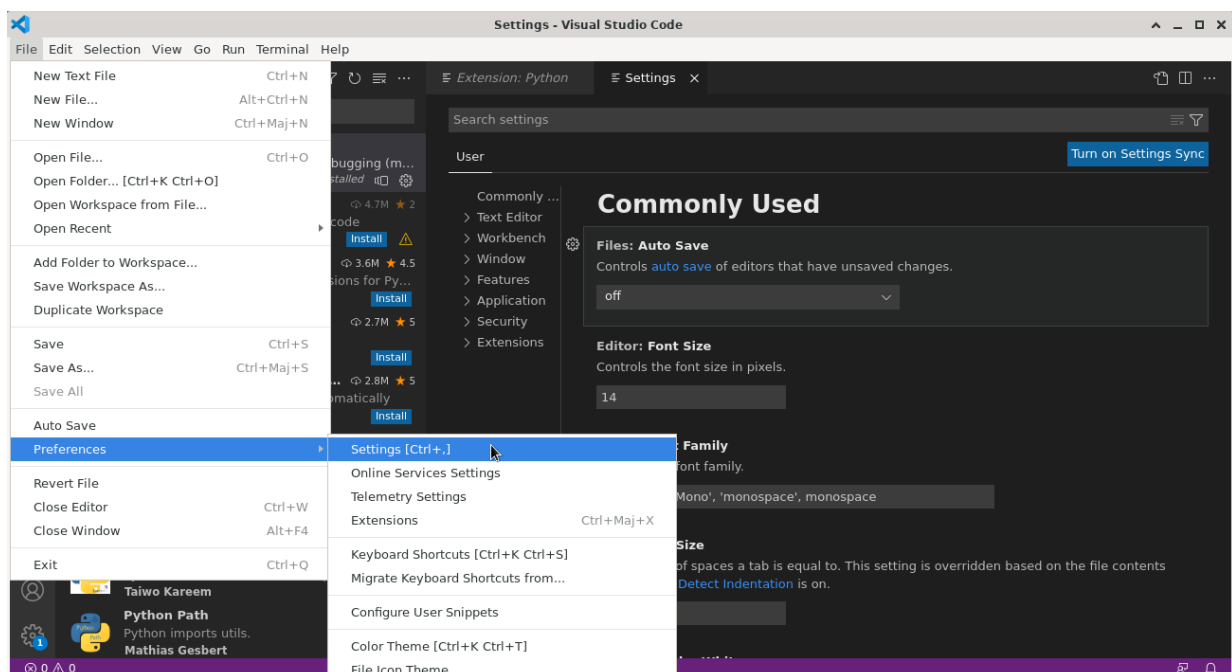 Settings - Visual Studio Code
File Edit Selection View Go Run Terminal Help
New Text File Ctrl+N
New File... Alt+Ctrl+N
New Window Ctrl+Maj+N
Open File... Ctrl+O
Open Folder... [Ctrl+K Ctrl+O]
Open Workspace from File...
Open Recent
Add Folder to Workspace...
Save Workspace As...
Duplicate Workspace
Save Ctrl+S
Save As... Ctrl+Maj+S
Save All
Auto Save
Preferences
Revert File
Close Editor Ctrl+W
Close Window Alt+F4
Exit Ctrl+Q
Settings [Ctrl+,]
Online Services Settings
Telemetry Settings
Extensions Ctrl+Maj+X
Keyboard Shortcuts [Ctrl+K Ctrl+S]
Migrate Keyboard Shortcuts from...
Configure User Snippets
Color Theme [Ctrl+K Ctrl+T]
File Icon Theme
bugging (m...
stalled
4.7M 2
code
Install
3.6M 4.5
sions for Py...
Install
2.7M 5
Install
... 2.8M 5
omatically
Install
Taiwo Kareem
Python Path
Python imports utils.
Mathias Gesbert
1
0 0
Extension: Python
Settings
Search settings
User
Turn on Settings Sync
Commonly ...
Text Editor
Workbench
Window
Features
Application
Security
Extensions
Commonly Used
Files: Auto Save
Controls auto save of editors that have unsaved changes.
off
Editor: Font Size
Controls the font size in pixels.
14
Family
font family.
Mono', 'monospace', monospace
Size
of spaces a tab is equal to. This setting is overridden based on the file contents
Detect Indentation is on.